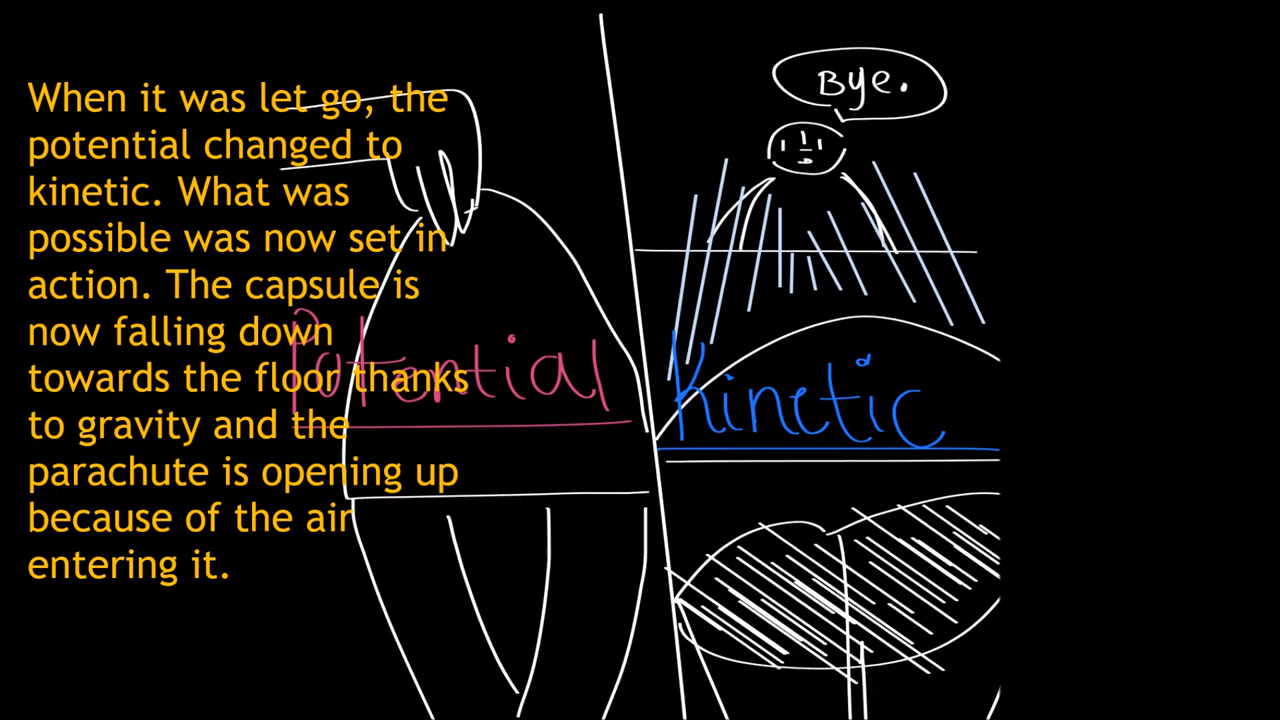 When it was let go, the
potential changed to
kinetic. What was
possible was now set in
action. The capsule is
now falling down
towards the floor thanks
to gravity and the
parachute is opening up
because of the air
entering it.
Potential
Bye.
Kinetic